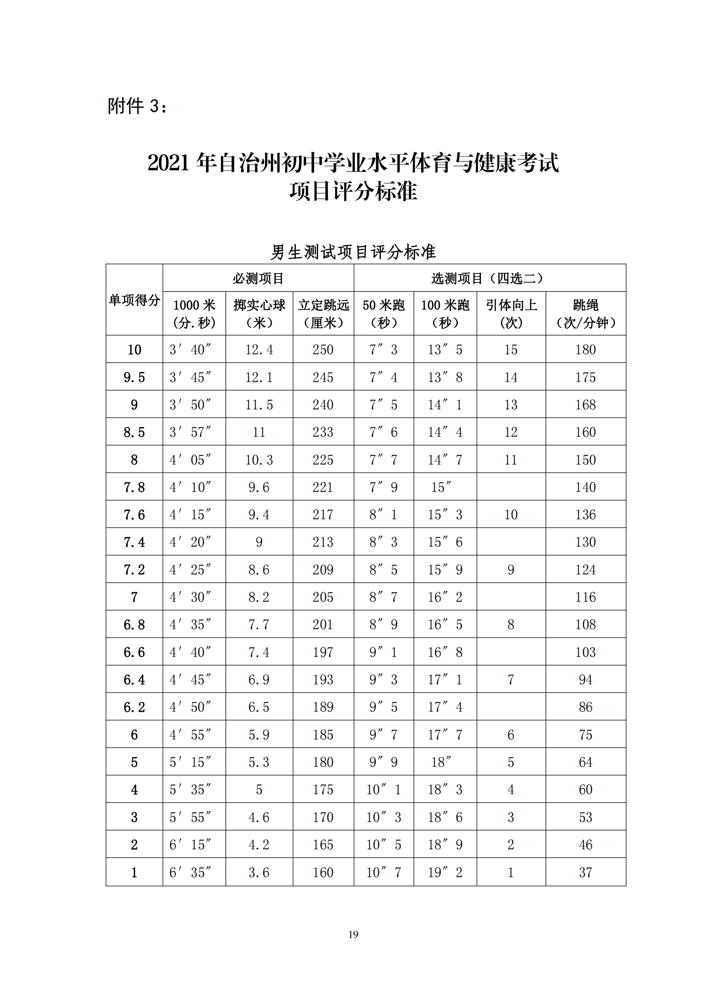 附件 3：
2021 年自治州初中学业水平体育与健康考试
项目评分标准
男生测试项目评分标准
单项得分 必测项目 选测项目（四选二）
1000 米 掷实心球 立定跳远 50 米跑 100 米跑 引体向上 跳绳
(分.秒) （米） （厘米） （秒） （秒） (次) （次/分钟）
10 3′ 40″ 12.4 250 7″ 3 13″ 5 15 180
9.5 3′ 45″ 12.1 245 7″ 4 13″ 8 14 175
9 3′ 50″ 11.5 240 7″ 5 14″ 1 13 168
8.5 3′ 57″ 11 233 7″ 6 14″ 4 12 160
8 4′ 05″ 10.3 225 7″ 7 14″ 7 11 150
7.8 4′ 10″ 9.6 221 7″ 9 15″ 140
7.6 4′ 15″ 9.4 217 8″ 1 15″ 3 10 136
7.4 4′ 20″ 9 213 8″ 3 15″ 6 130
7.2 4′ 25″ 8.6 209 8″ 5 15″ 9 9 124
7 4′ 30″ 8.2 205 8″ 7 16″ 2 116
6.8 4′ 35″ 7.7 201 8″ 9 16″ 5 8 108
6.6 4′ 40″ 7.4 197 9″ 1 16″ 8 103
6.4 4′ 45″ 6.9 193 9″ 3 17″ 1 7 94
6.2 4′ 50″ 6.5 189 9″ 5 17″ 4 86
6 4′ 55″ 5.9 185 9″ 7 17″ 7 6 75
5 5′ 15″ 5.3 180 9″ 9 18″ 5 64
4 5′ 35″ 5 175 10″ 1 18″ 3 4 60
3 5′ 55″ 4.6 170 10″ 3 18″ 6 3 53
2 6′ 15″ 4.2 165 10″ 5 18″ 9 2 46
1 6′ 35″ 3.6 160 10″ 7 19″ 2 1 37
19